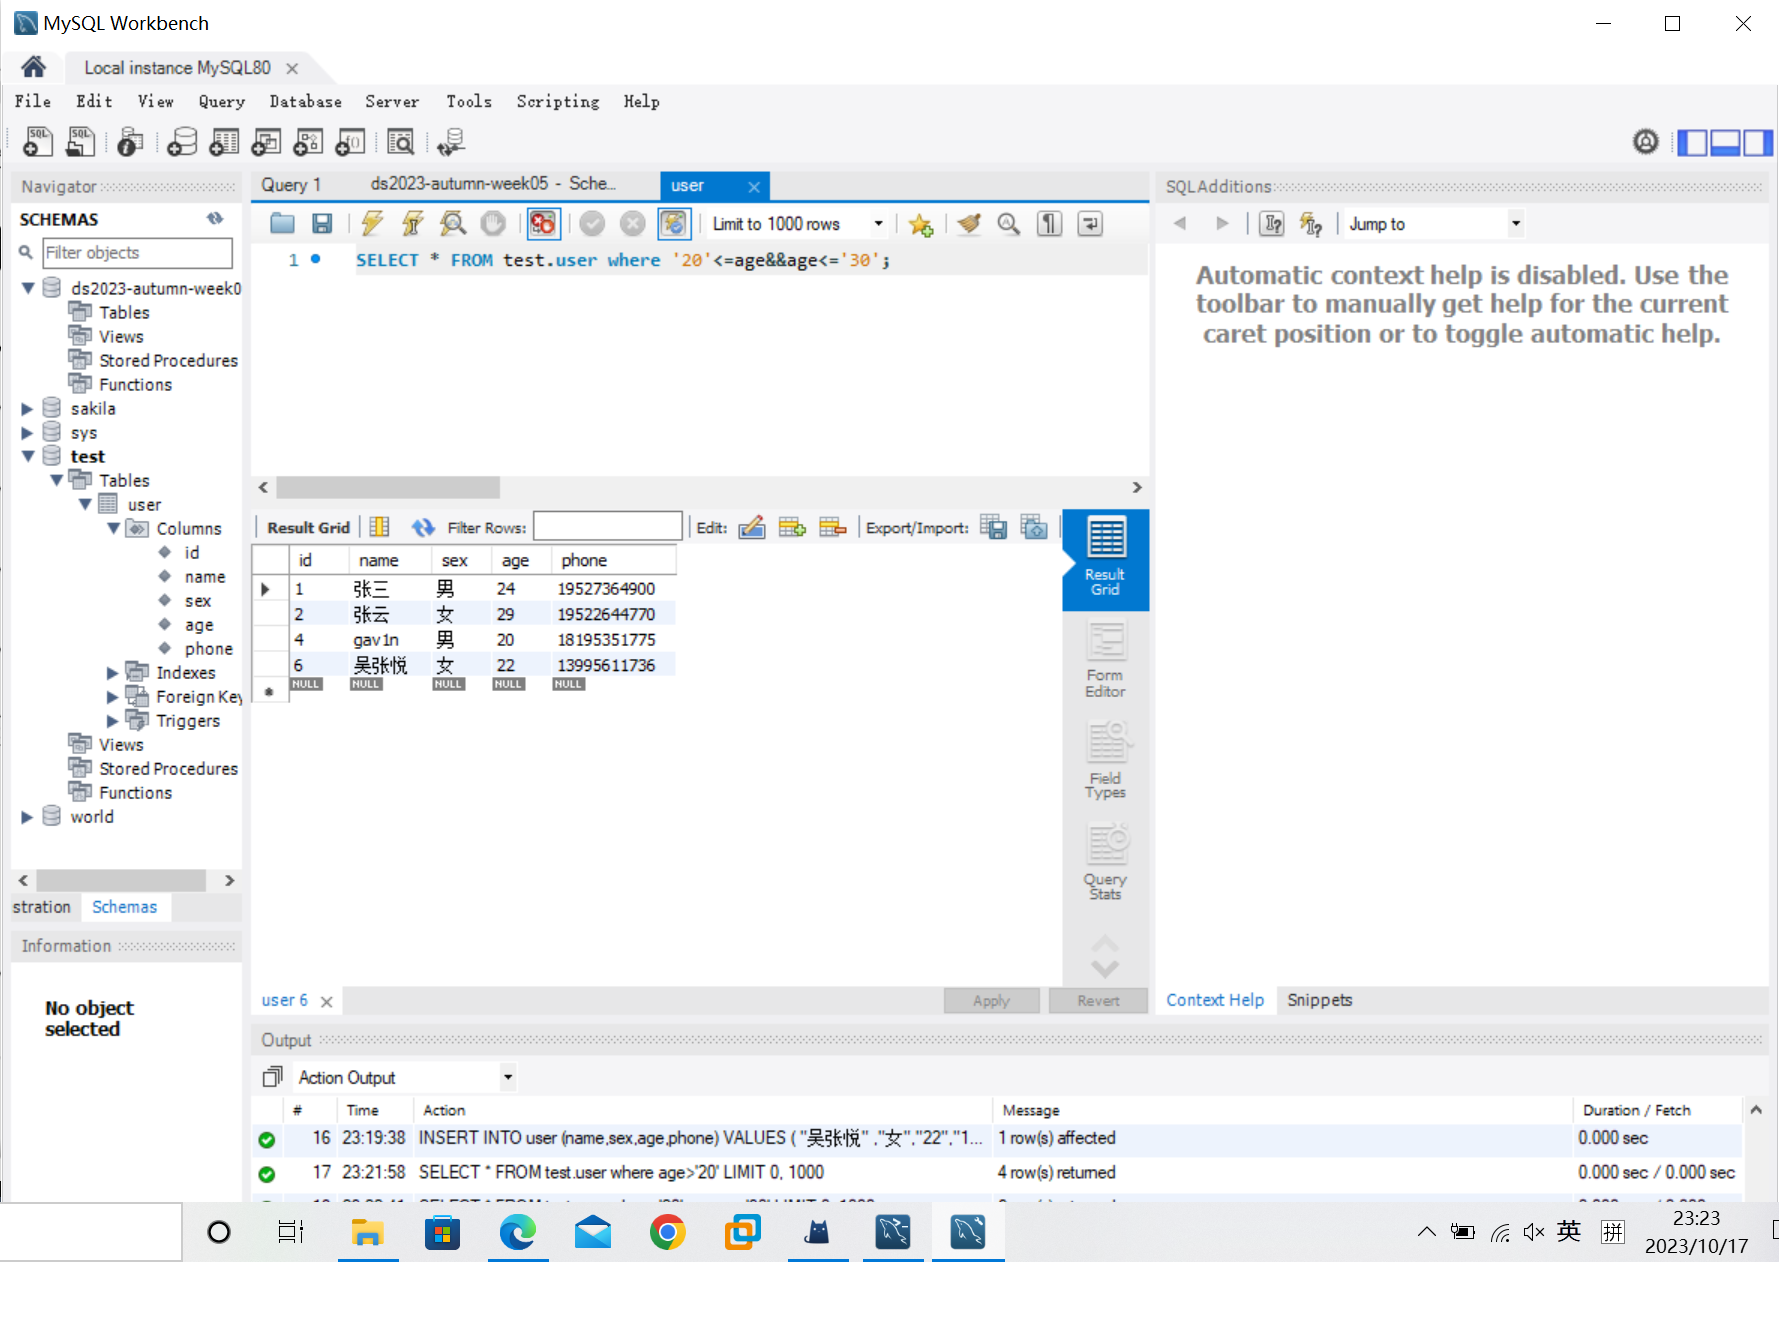 MySQL Workbench
Local instance MySQL80
File Edit View Query Database Server Tools Scripting Help
Navigator
SCHEMAS
Filter objects
ds2023-autumn-week0
Tables
Views
Stored Procedures
Functions
sakila
sys
test
Tables
user
Columns
id
name
sex
age
phone
Indexes
Foreign Key
Triggers
Views
Stored Procedures
Functions
world
stration Schemas
Information
No object
selected
Query 1 ds2023-autumn-week05 - Sche... user
Limit to 1000 rows
1 SELECT * FROM test.user where '20'<=age&&age<='30';
Result Grid Filter Rows: Edit: Export/Import:
id name sex age phone
1 张三 男 24 19527364900
2 张云 女 29 19522644770
4 gav1n 男 20 18195351775
6 吴张悦 女 22 13995611736
NULL NULL NULL NULL NULL
Result
Grid
Form
Editor
Field
Types
Query
Stats
user 6 Apply Revert
SQLAdditions
Jump to
Automatic context help is disabled. Use the
toolbar to manually get help for the current
caret position or to toggle automatic help.
Context Help Snippets
Output
Action Output
# Time Action Message Duration / Fetch
16 23:19:38 INSERT INTO user (name,sex,age,phone) VALUES ( "吴张悦" ,"女","22","1... 1 row(s) affected 0.000 sec
17 23:21:58 SELECT * FROM test.user where age>'20' LIMIT 0, 1000 4 row(s) returned 0.000 sec / 0.000 sec
英 拼
23:23
2023/10/17